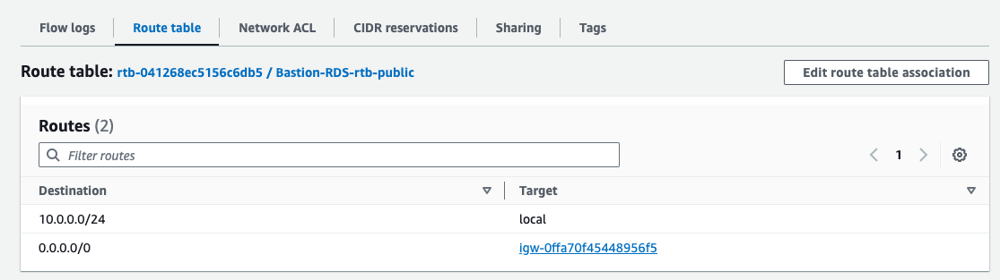 Flow logs Route table Network ACL CIDR reservations Sharing Tags
Route table: rtb-041268ec5156c6db5 / Bastion-RDS-rtb-public Edit route table association
Routes (2)
Filter routes 1
Destination Target
10.0.0.0/24 local
0.0.0.0/0 igw-0ffa70f45448956f5